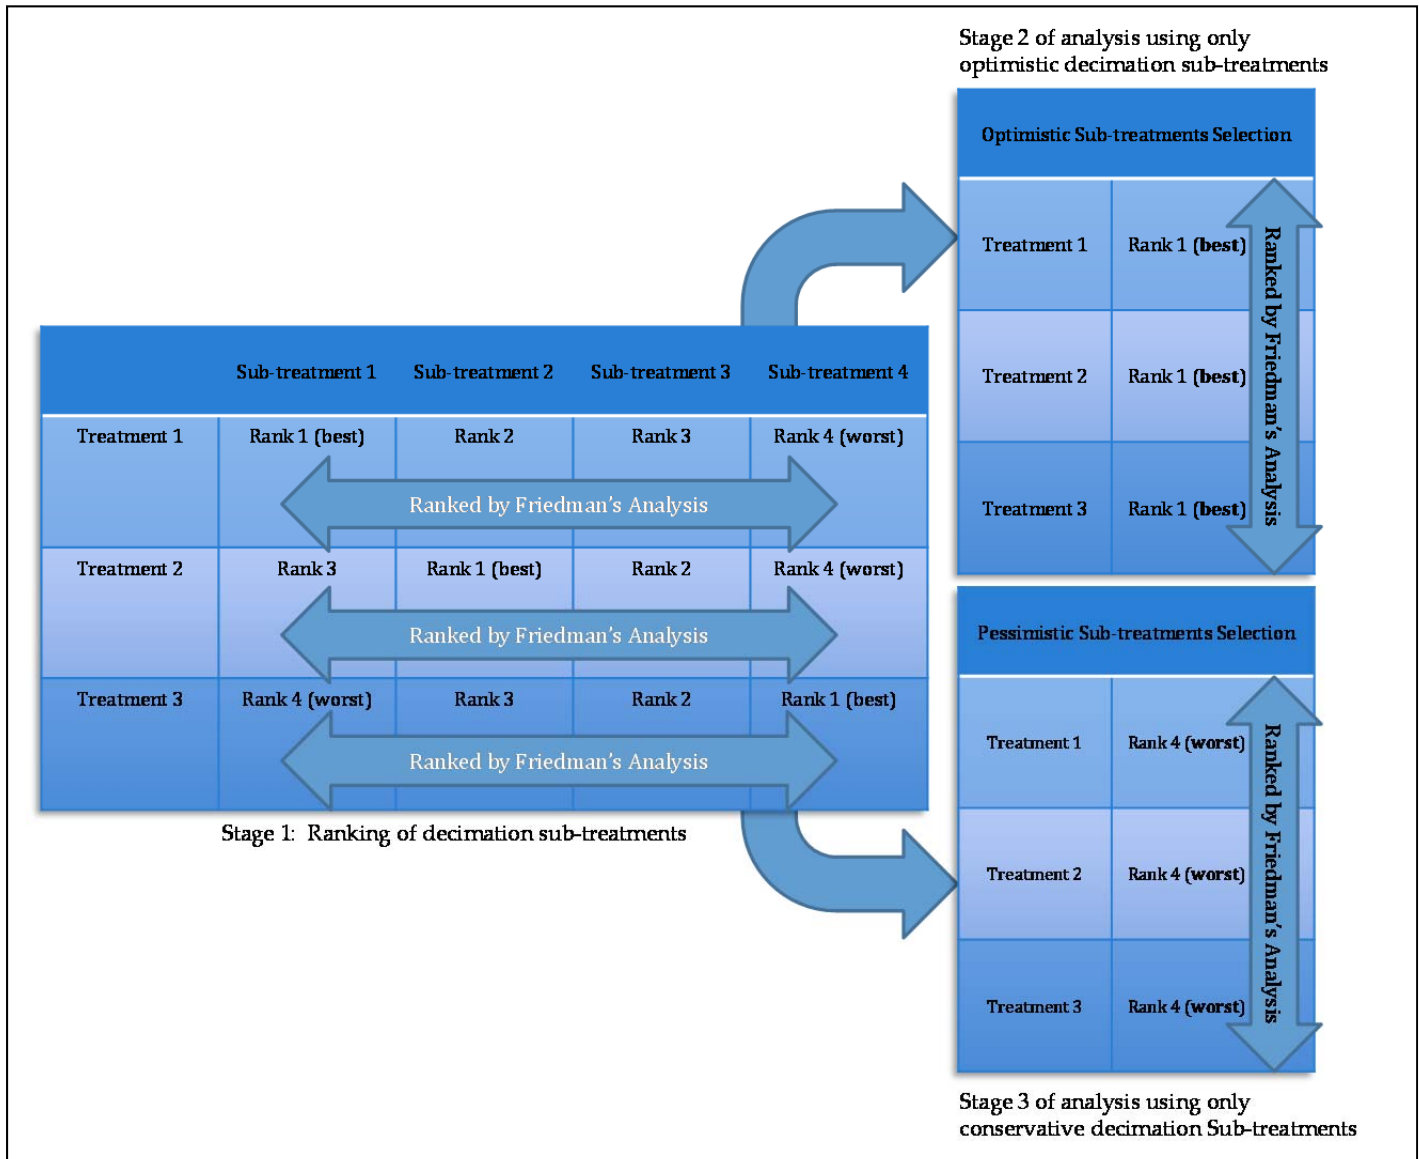 Stage 2 of analysis using only
optimistic decimation sub-treatments
Optimistic Sub-treatments Selection
Treatment 1 Rank 1 (best)
Treatment 2 Rank 1 (best)
Treatment 3 Rank 1 (best)
Ranked by Friedman's Analysis
Sub-treatment 1 Sub-treatment 2 Sub-treatment 3 Sub-treatment 4
Treatment 1 Rank 1 (best) Rank 2 Rank 3 Rank 4 (worst)
Ranked by Friedman's Analysis
Treatment 2 Rank 3 Rank 1 (best) Rank 2 Rank 4 (worst)
Ranked by Friedman's Analysis
Treatment 3 Rank 4 (worst) Rank 3 Rank 2 Rank 1 (best)
Ranked by Friedman's Analysis
Stage 1: Ranking of decimation sub-treatments
Pessimistic Sub-treatments Selection
Treatment 1 Rank 4 (worst)
Treatment 2 Rank 4 (worst)
Treatment 3 Rank 4 (worst)
Ranked by Friedman's Analysis
Stage 3 of analysis using only
conservative decimation Sub-treatments